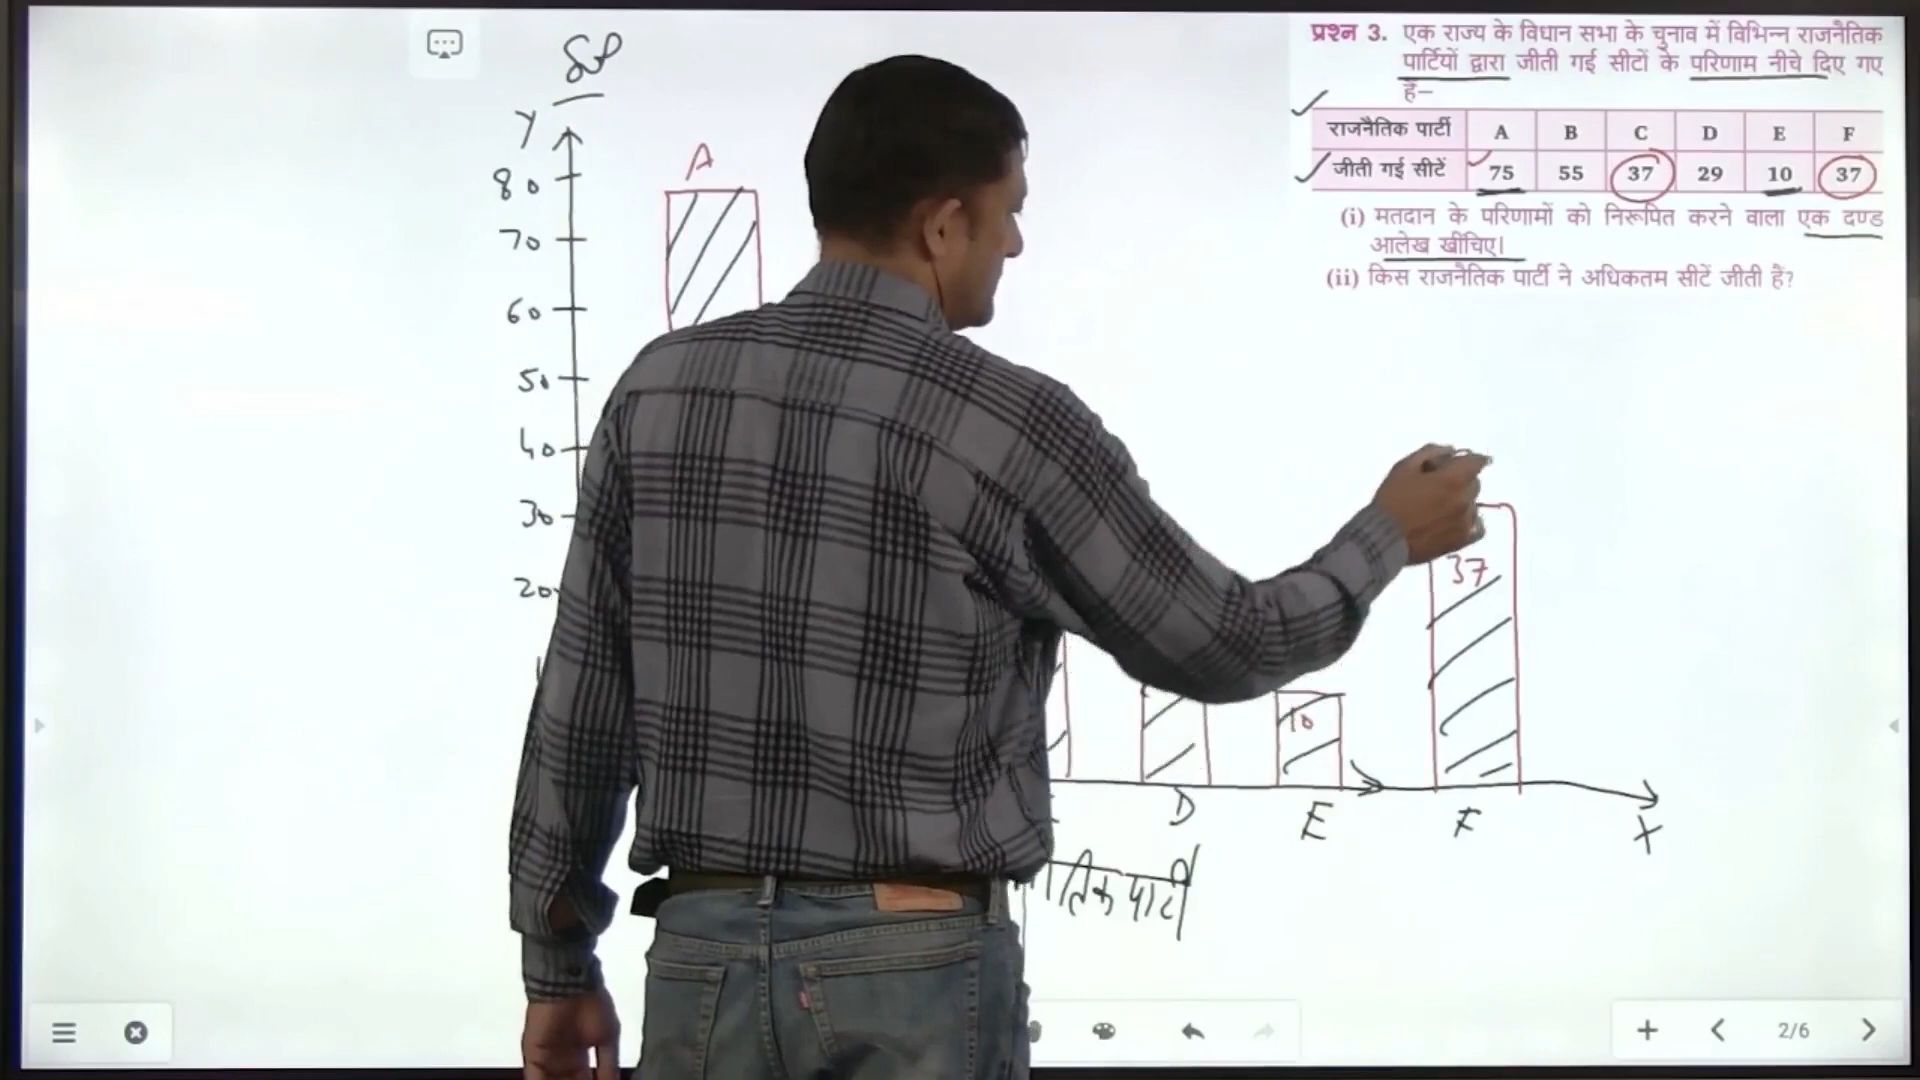 प्रश्न 3. एक राज्य के विधान सभा के चुनाव में विभिन्न राजनैतिक
पार्टियों द्वारा जीती गई सीटों के परिणाम नीचे दिए गए
हैं–
राजनैतिक पार्टी A B C D E F
जीती गई सीटें 75 55 37 29 10 37
(i) मतदान के परिणामों को निरूपित करने वाला एक दण्ड
आलेख खींचिए।
(ii) किस राजनैतिक पार्टी ने अधिकतम सीटें जीती हैं?
Y
A
80
70
60
50
40
30
20
37
10
D E F X
तिक पार्टी
2/6